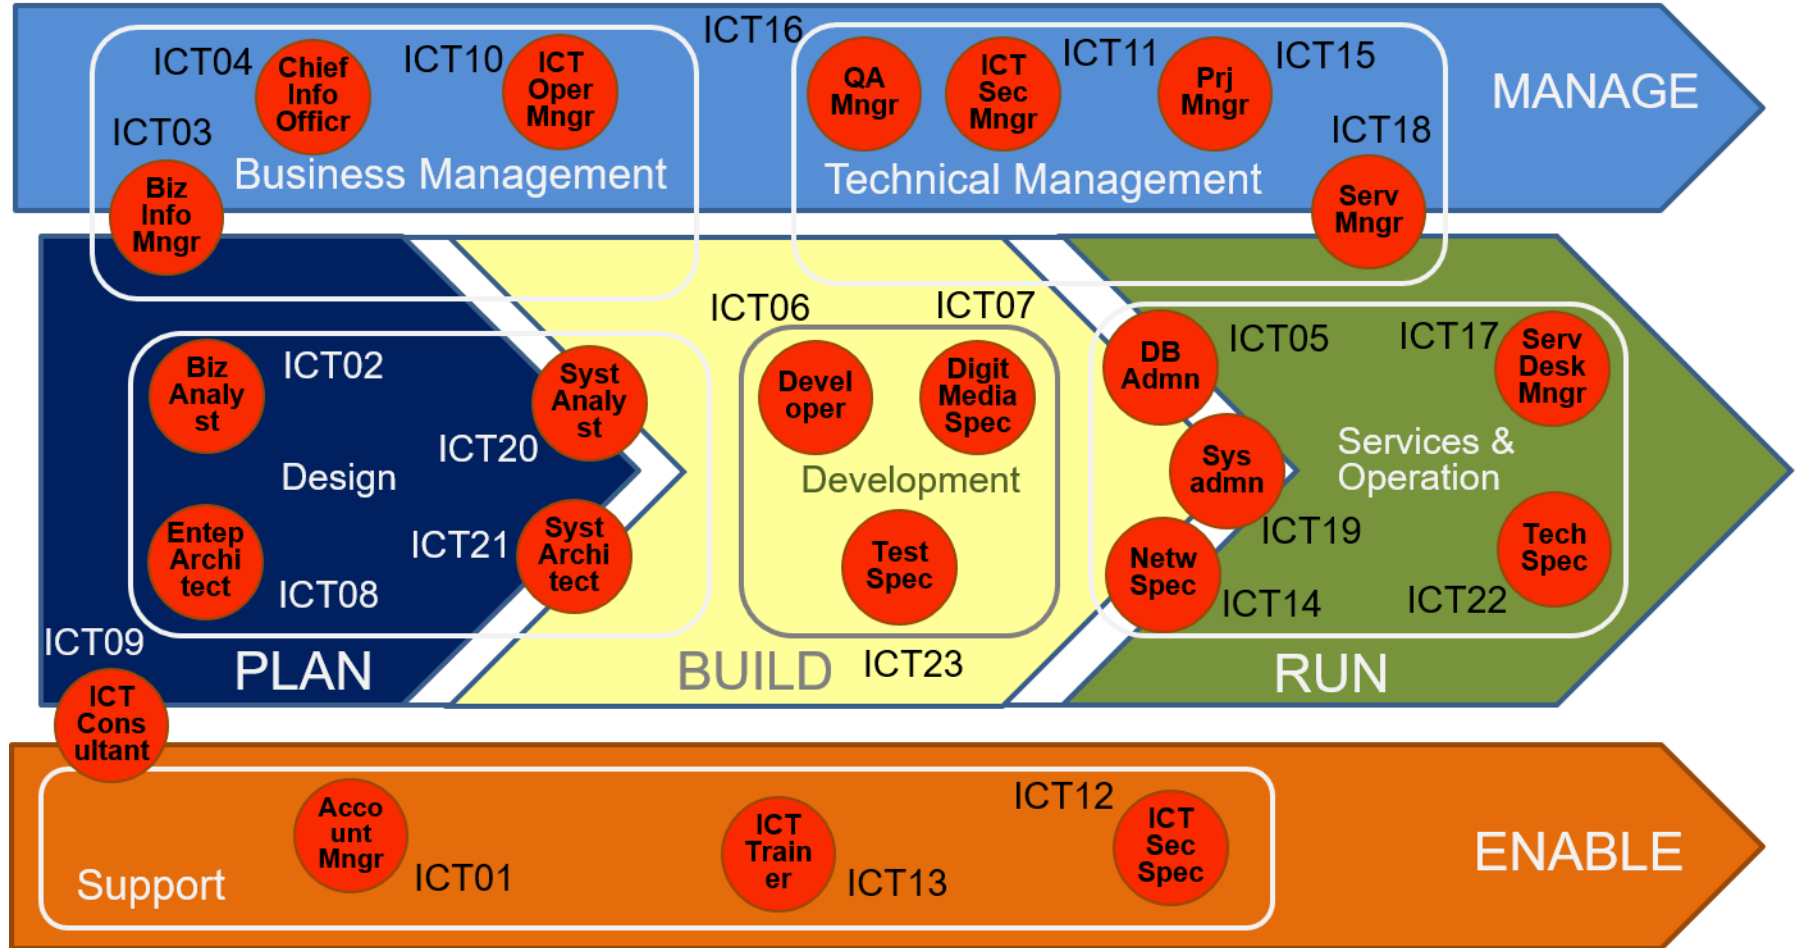 ICT04
Chief
Info
Officr
ICT10
ICT
Oper
Mngr
ICT03
Biz
Info
Mngr
Business Management
ICT16
QA
Mngr
ICT
Sec
Mngr
ICT11
Prj
Mngr
ICT15
ICT18
Serv
Mngr
Technical Management
MANAGE
Biz
Analy
st
ICT02
Syst
Analy
st
ICT20
Design
Entep
Archi
tect
ICT08
ICT21
Syst
Archi
tect
PLAN
ICT06
ICT07
Devel
oper
Digit
Media
Spec
Development
Test
Spec
BUILD
ICT23
DB
Admn
ICT05
ICT17
Serv
Desk
Mngr
Sys
admn
Services &
Operation
ICT19
Netw
Spec
ICT14
ICT22
Tech
Spec
RUN
ICT09
ICT
Cons
ultant
Support
Acco
unt
Mngr
ICT01
ICT
Train
er
ICT13
ICT12
ICT
Sec
Spec
ENABLE